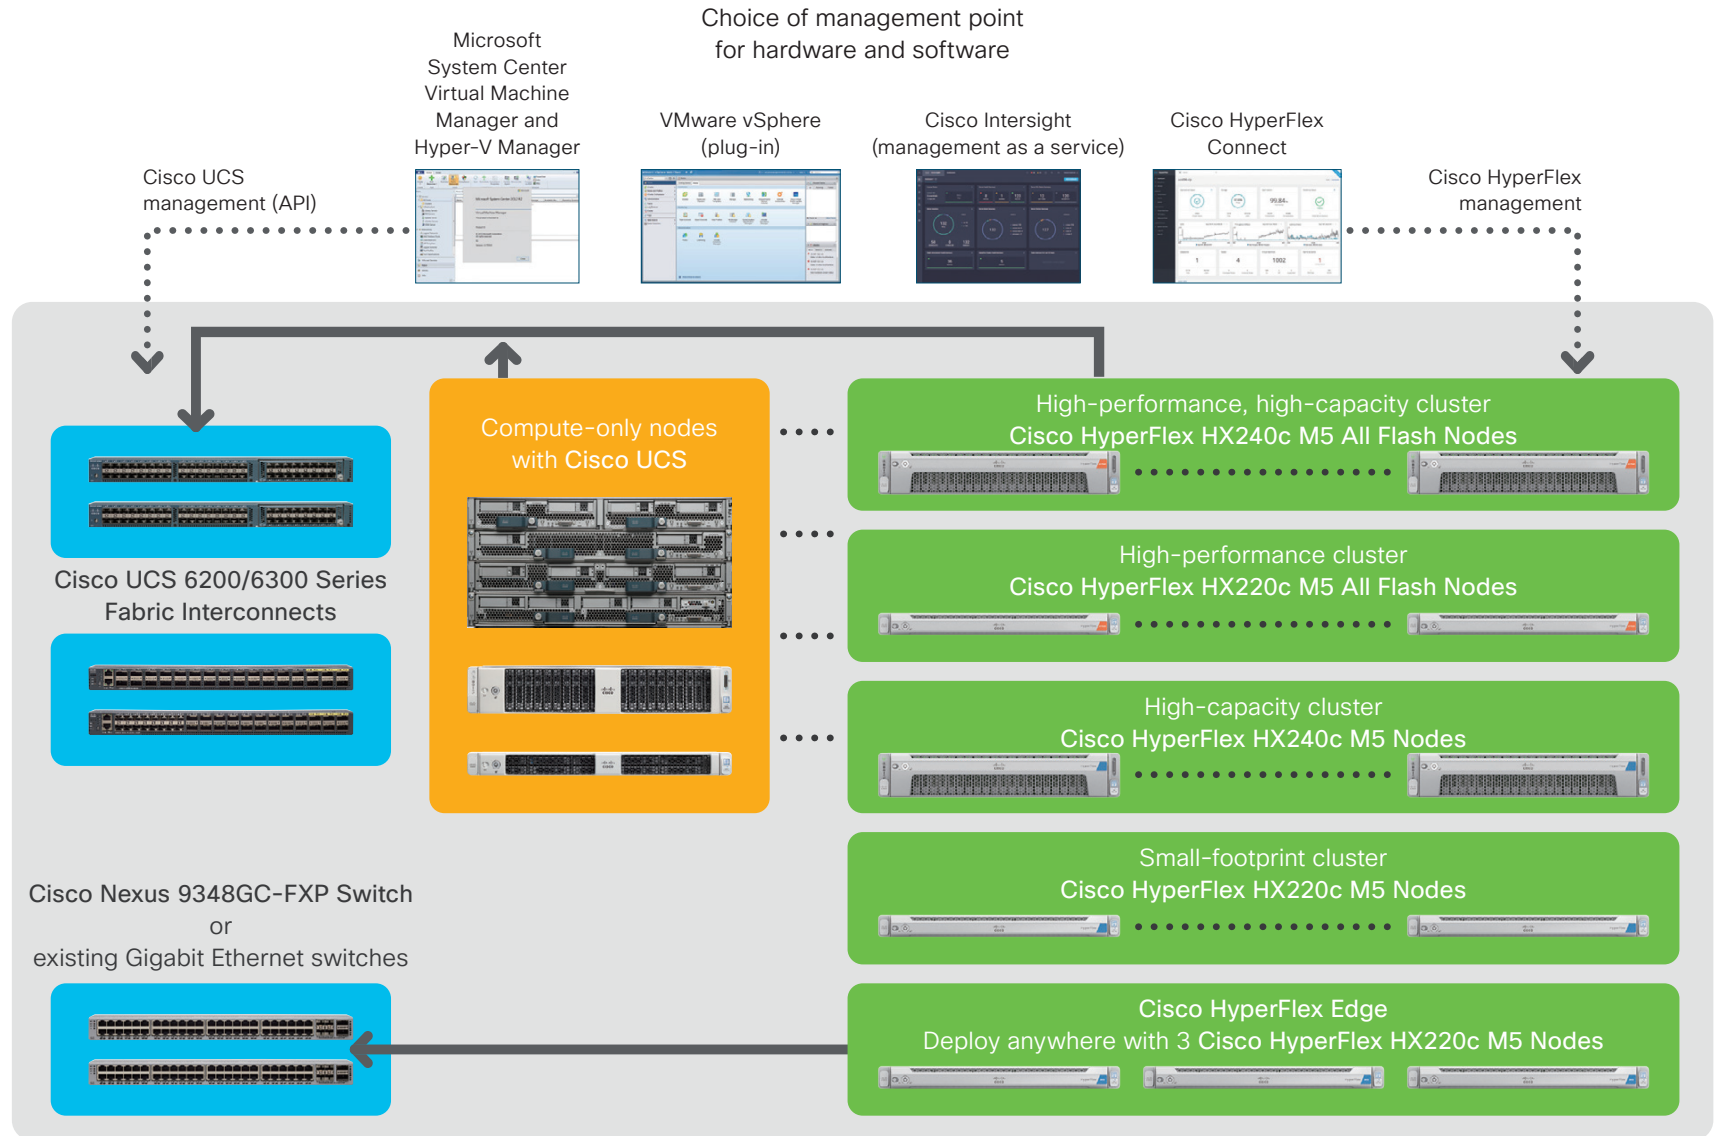 Choice of management point
for hardware and software
Microsoft
System Center
Virtual Machine
Manager and
Hyper-V Manager
VMware vSphere
(plug-in)
Cisco Intersight
(management as a service)
Cisco HyperFlex
Connect
Cisco UCS
management (API)
Cisco HyperFlex
management
Compute-only nodes
with Cisco UCS
High-performance, high-capacity cluster
Cisco HyperFlex HX240c M5 All Flash Nodes
High-performance cluster
Cisco HyperFlex HX220c M5 All Flash Nodes
Cisco UCS 6200/6300 Series
Fabric Interconnects
High-capacity cluster
Cisco HyperFlex HX240c M5 Nodes
Small-footprint cluster
Cisco HyperFlex HX220c M5 Nodes
Cisco Nexus 9348GC-FXP Switch
or
existing Gigabit Ethernet switches
Cisco HyperFlex Edge
Deploy anywhere with 3 Cisco HyperFlex HX220c M5 Nodes